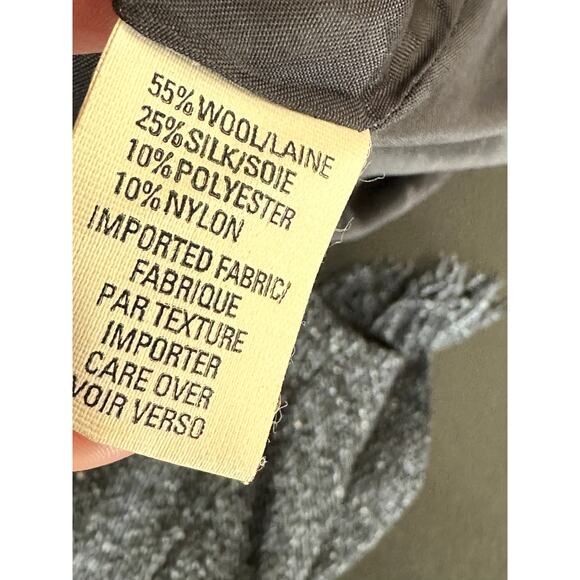 55% WOOL/LAINE
25% SILK/SOIE
10% POLYESTER
10% NYLON
IMPORTED FABRIC/
FABRIQUE
PAR TEXTURE
IMPORTER
CARE OVER
VOIR VERSO